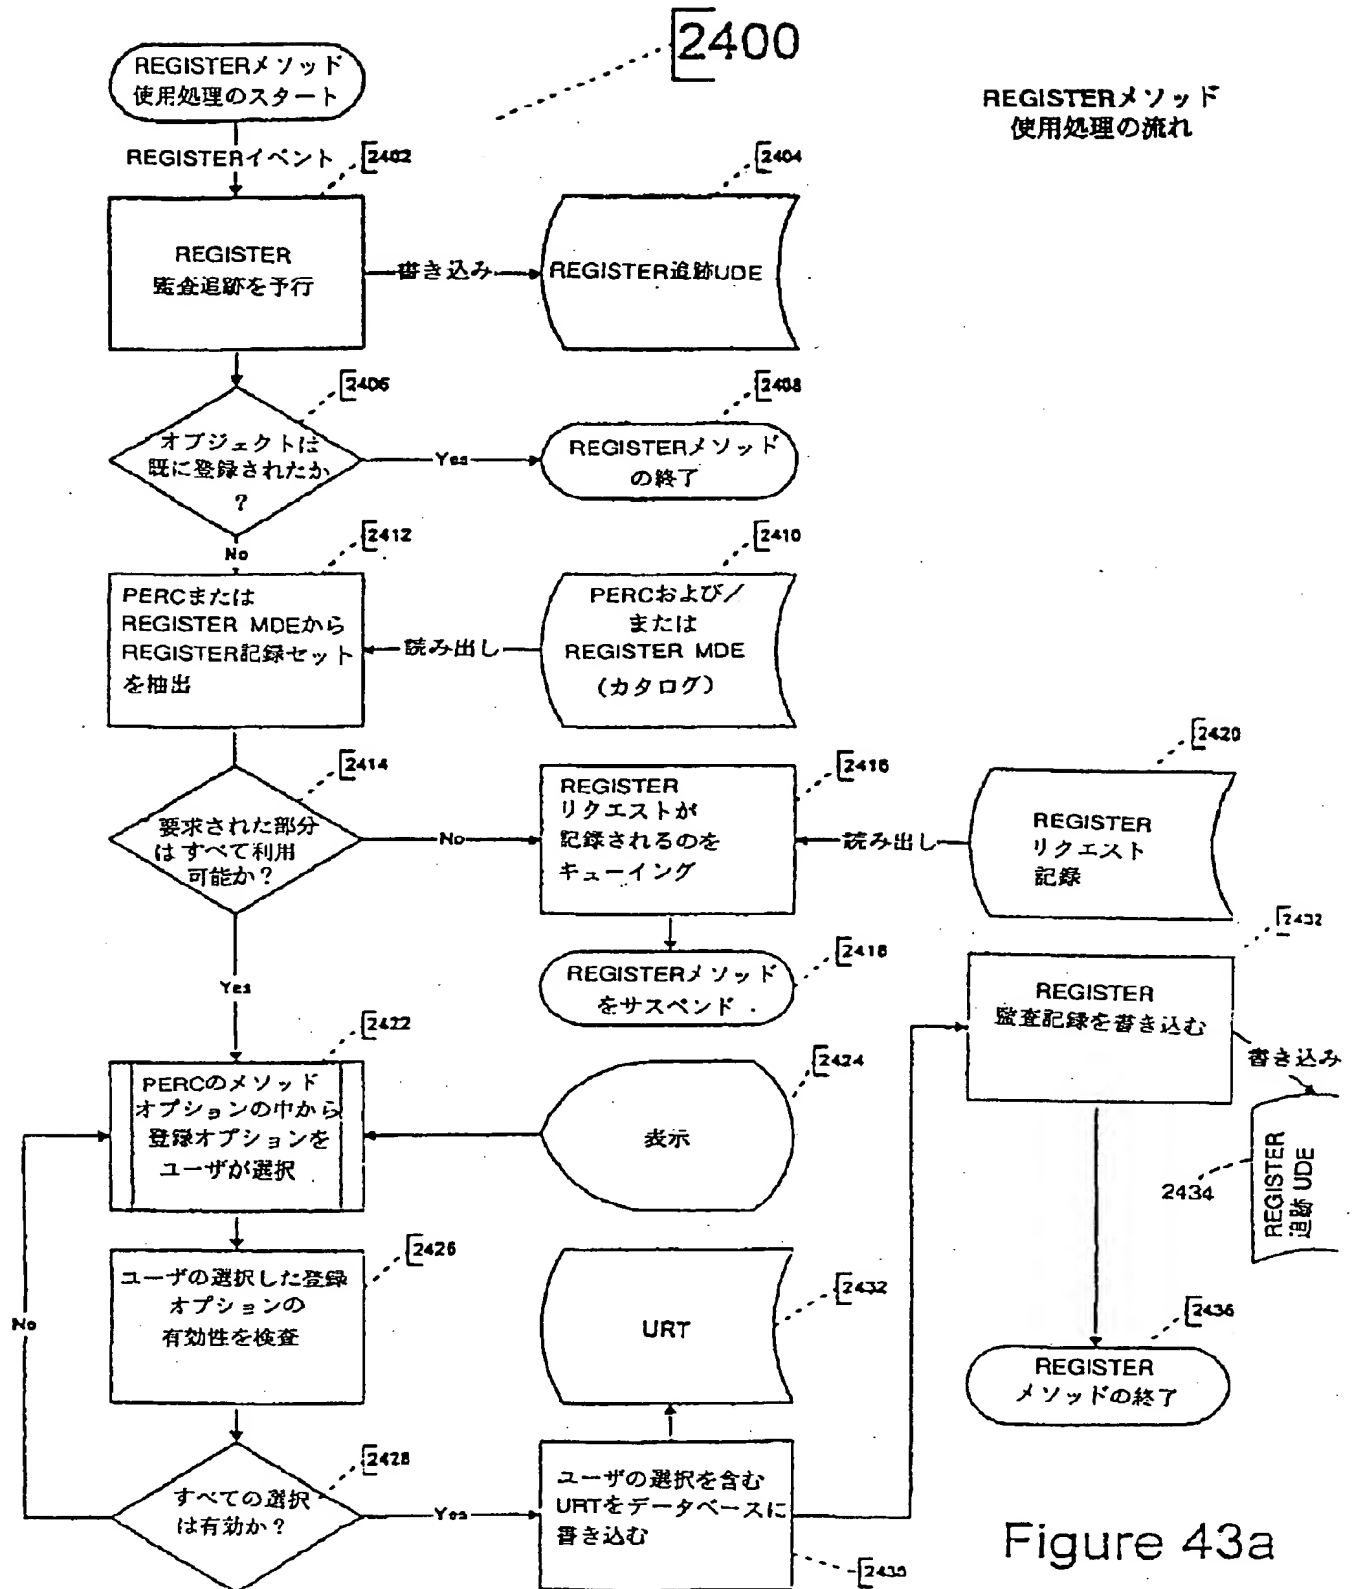 2400
REGISTERメソッド
使用処理のスタート
REGISTERメソッド
使用処理の流れ
REGISTERイベント
2402
2404
REGISTER
監査追跡を予行
書き込み
REGISTER追跡UDE
2406
2408
オブジェクトは
既に登録されたか
?
Yes
REGISTERメソッド
の終了
No
2412
2410
PERCまたは
REGISTER MDEから
REGISTER記録セット
を抽出
読み出し
PERCおよび/
または
REGISTER MDE
(カタログ)
2414
2416
2420
要求された部分
は すべて利用
可能か?
No
REGISTER
リクエストが
記録されるのを
キューイング
読み出し
REGISTER
リクエスト
記録
Yes
2418
REGISTERメソッド
をサスペンド
2432
REGISTER
監査記録を書き込む
書き込み
2422
2424
PERCのメソッド
オプションの中から
登録オプションを
ユーザが選択
表示
2434
REGISTER
追跡 UDE
2426
ユーザの選択した登録
オプションの
有効性を検査
2432
URT
No
2436
REGISTER
メソッドの終了
2428
すべての選択
は有効か?
Yes
ユーザの選択を含む
URTをデータベースに
書き込む
2430
Figure 43a